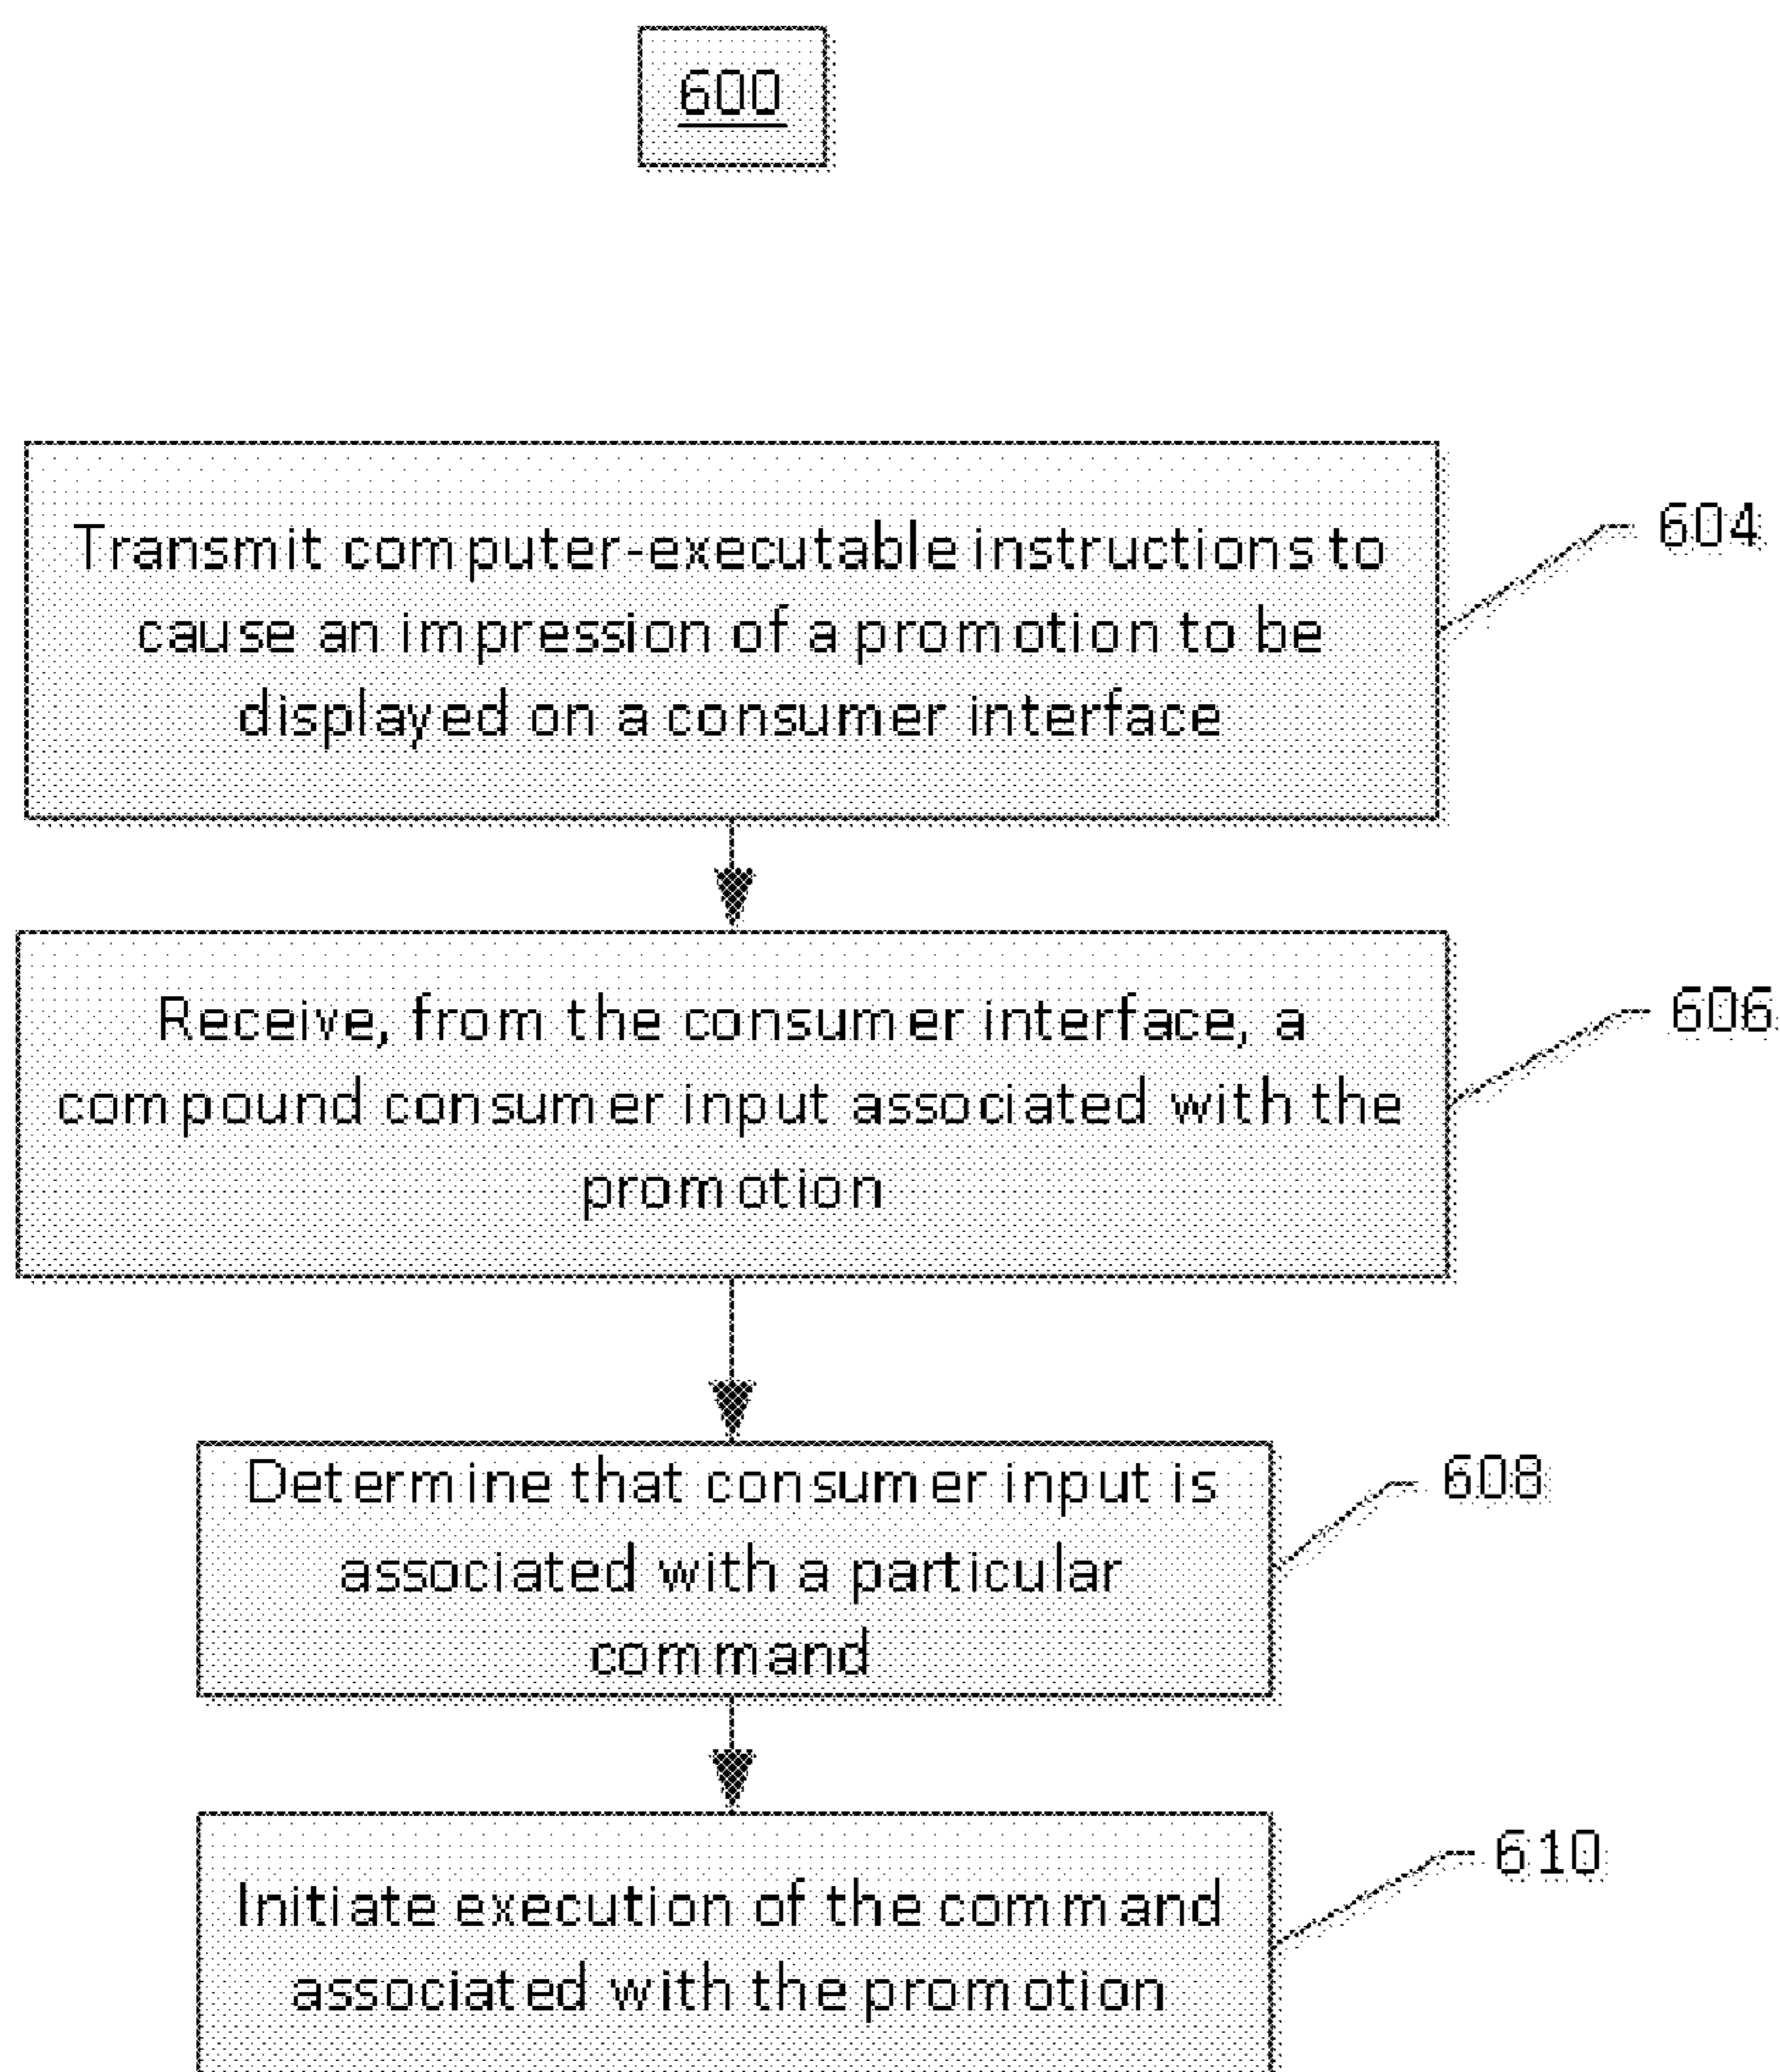 600
Transmit computer-executable instructions to
cause an impression of a promotion to be
displayed on a consumer interface
604
Receive, from the consumer interface, a
compound consumer input associated with the
promotion
606
Determine that consumer input is
associated with a particular
command
608
Initiate execution of the command
associated with the promotion
610